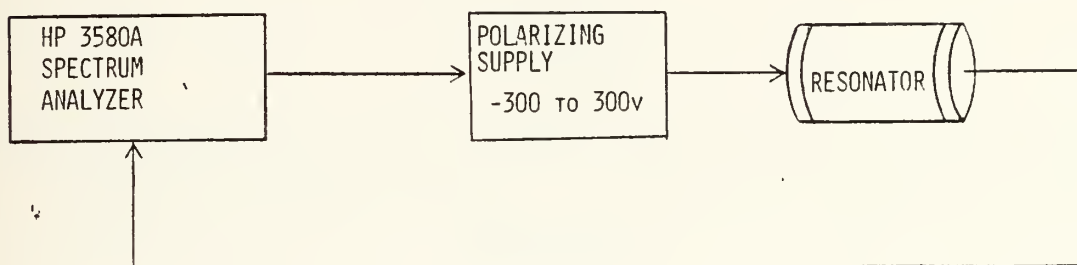 HP 3580A
SPECTRUM
ANALYZER
POLARIZING
SUPPLY
-300 TO 300V
RESONATOR